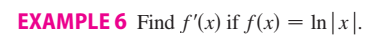 EXAMPLE 6 Find f′(x) if f(x) = ln|x|.